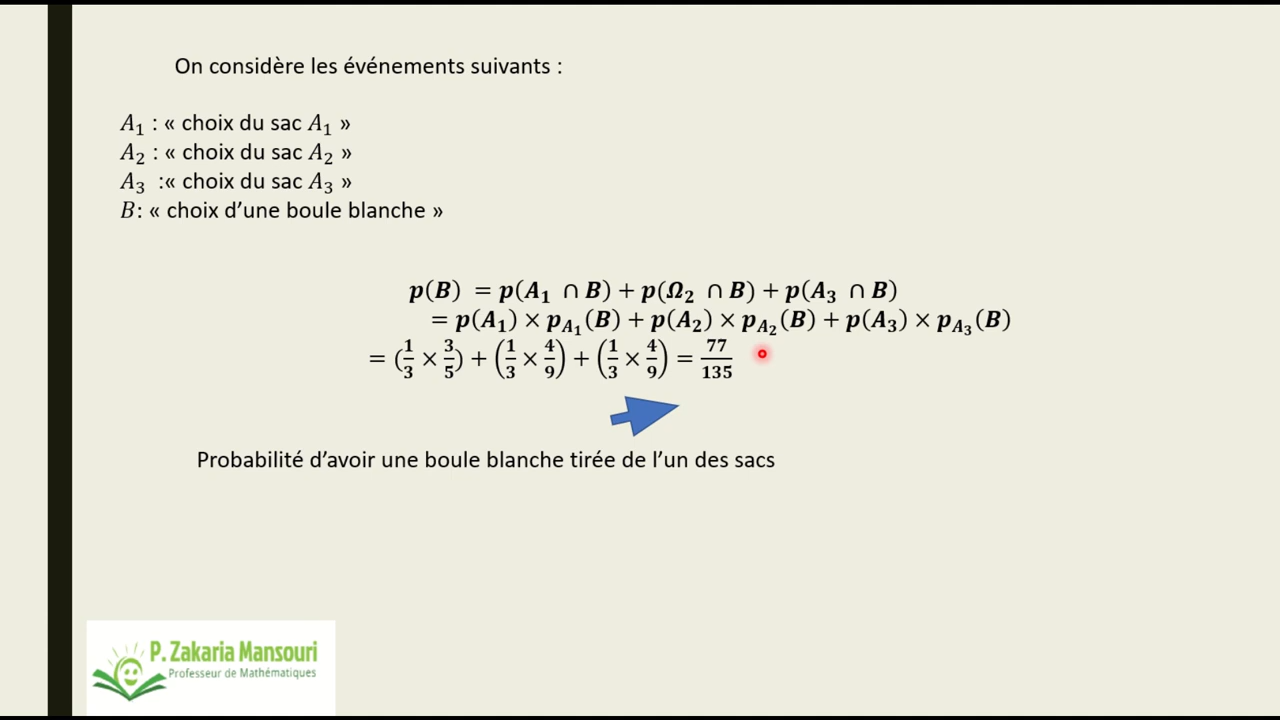 On considère les événements suivants :
A₁ : « choix du sac A₁ »
A₂ : « choix du sac A₂ »
A₃ :« choix du sac A₃ »
B: « choix d’une boule blanche »
p(B) = p(A₁ ∩ B) + p(Ω₂ ∩ B) + p(A₃ ∩ B)
= p(A₁) × p_A₁(B) + p(A₂) × p_A₂(B) + p(A₃) × p_A₃(B)
= (1/3 × 3/5) + (1/3 × 4/9) + (1/3 × 4/9) = 77/135
Probabilité d’avoir une boule blanche tirée de l’un des sacs
P. Zakaria Mansouri
Professeur de Mathématiques